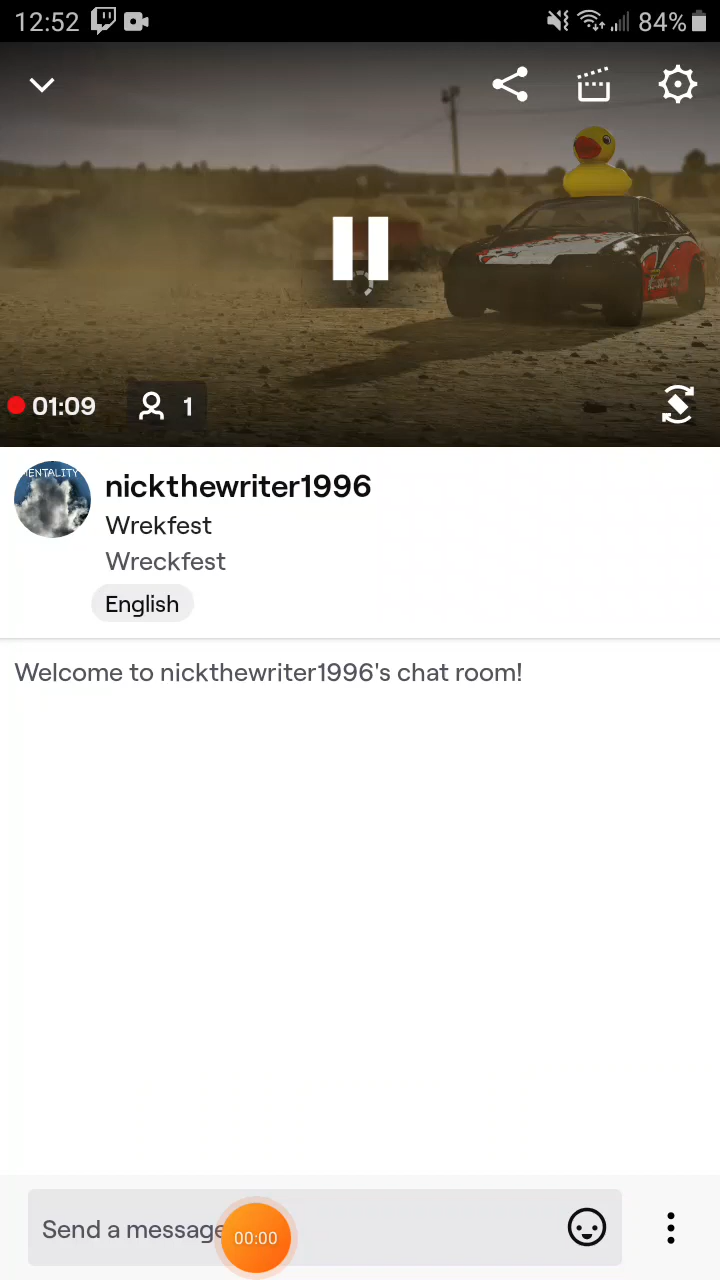 12:52
84%
01:09
1
MENTALITY
nickthewriter1996
Wrekfest
Wreckfest
English
Welcome to nickthewriter1996's chat room!
Send a message
00:00